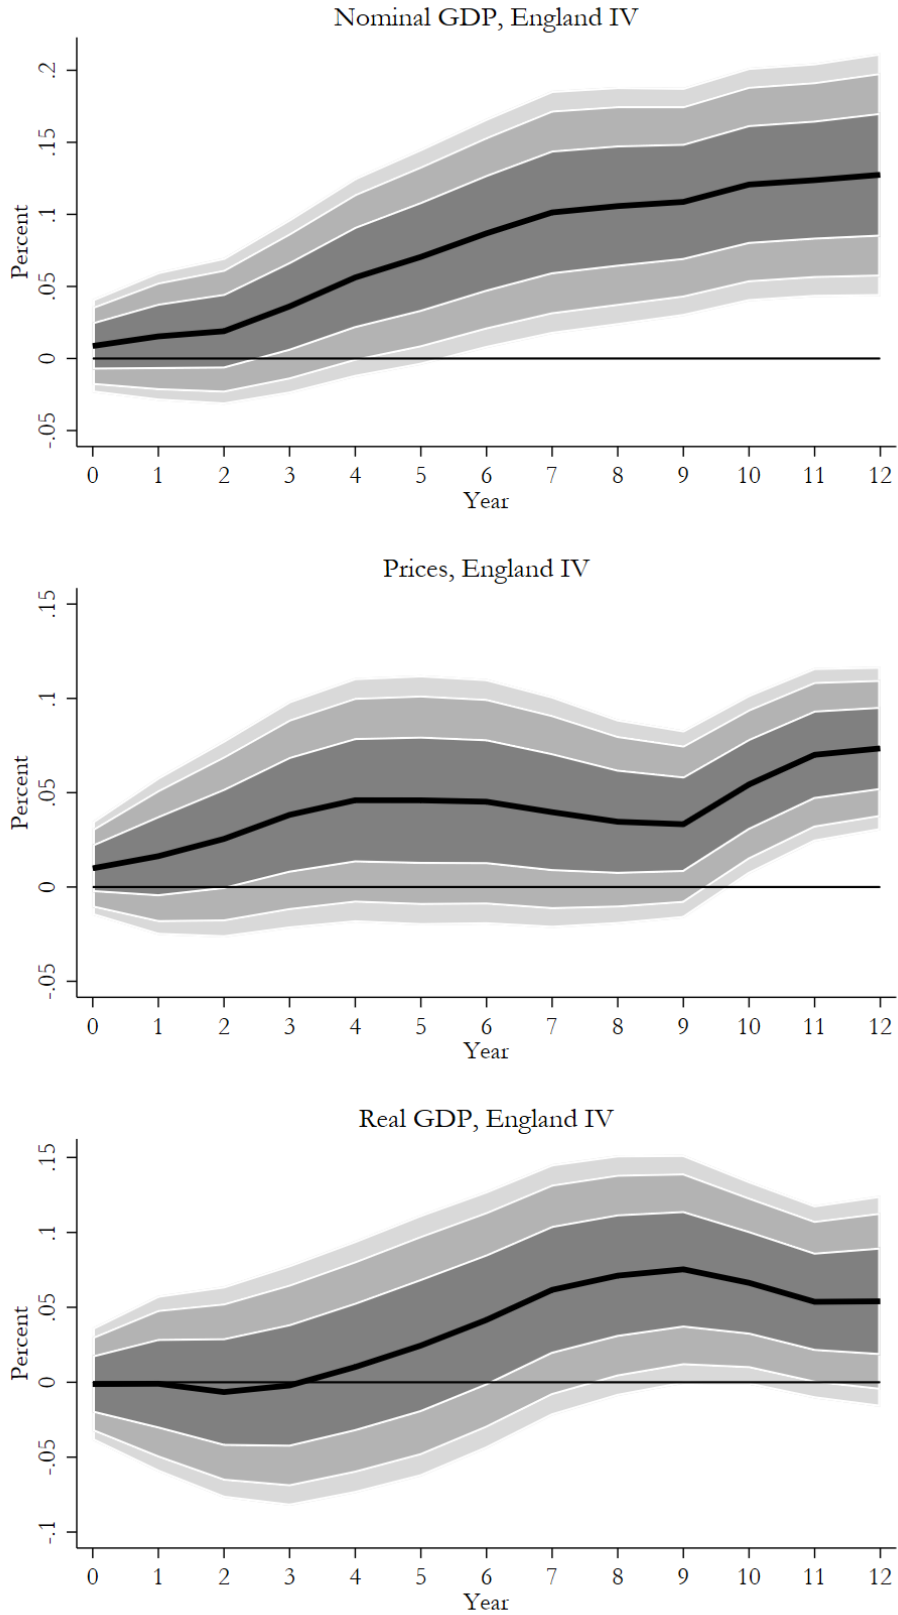 Nominal GDP, England IV
Percent
.2
.15
.1
.05
0
-.05
0 1 2 3 4 5 6 7 8 9 10 11 12
Year
Prices, England IV
Percent
.15
.1
.05
0
-.05
0 1 2 3 4 5 6 7 8 9 10 11 12
Year
Real GDP, England IV
Percent
.15
.1
.05
0
-.05
-.1
0 1 2 3 4 5 6 7 8 9 10 11 12
Year